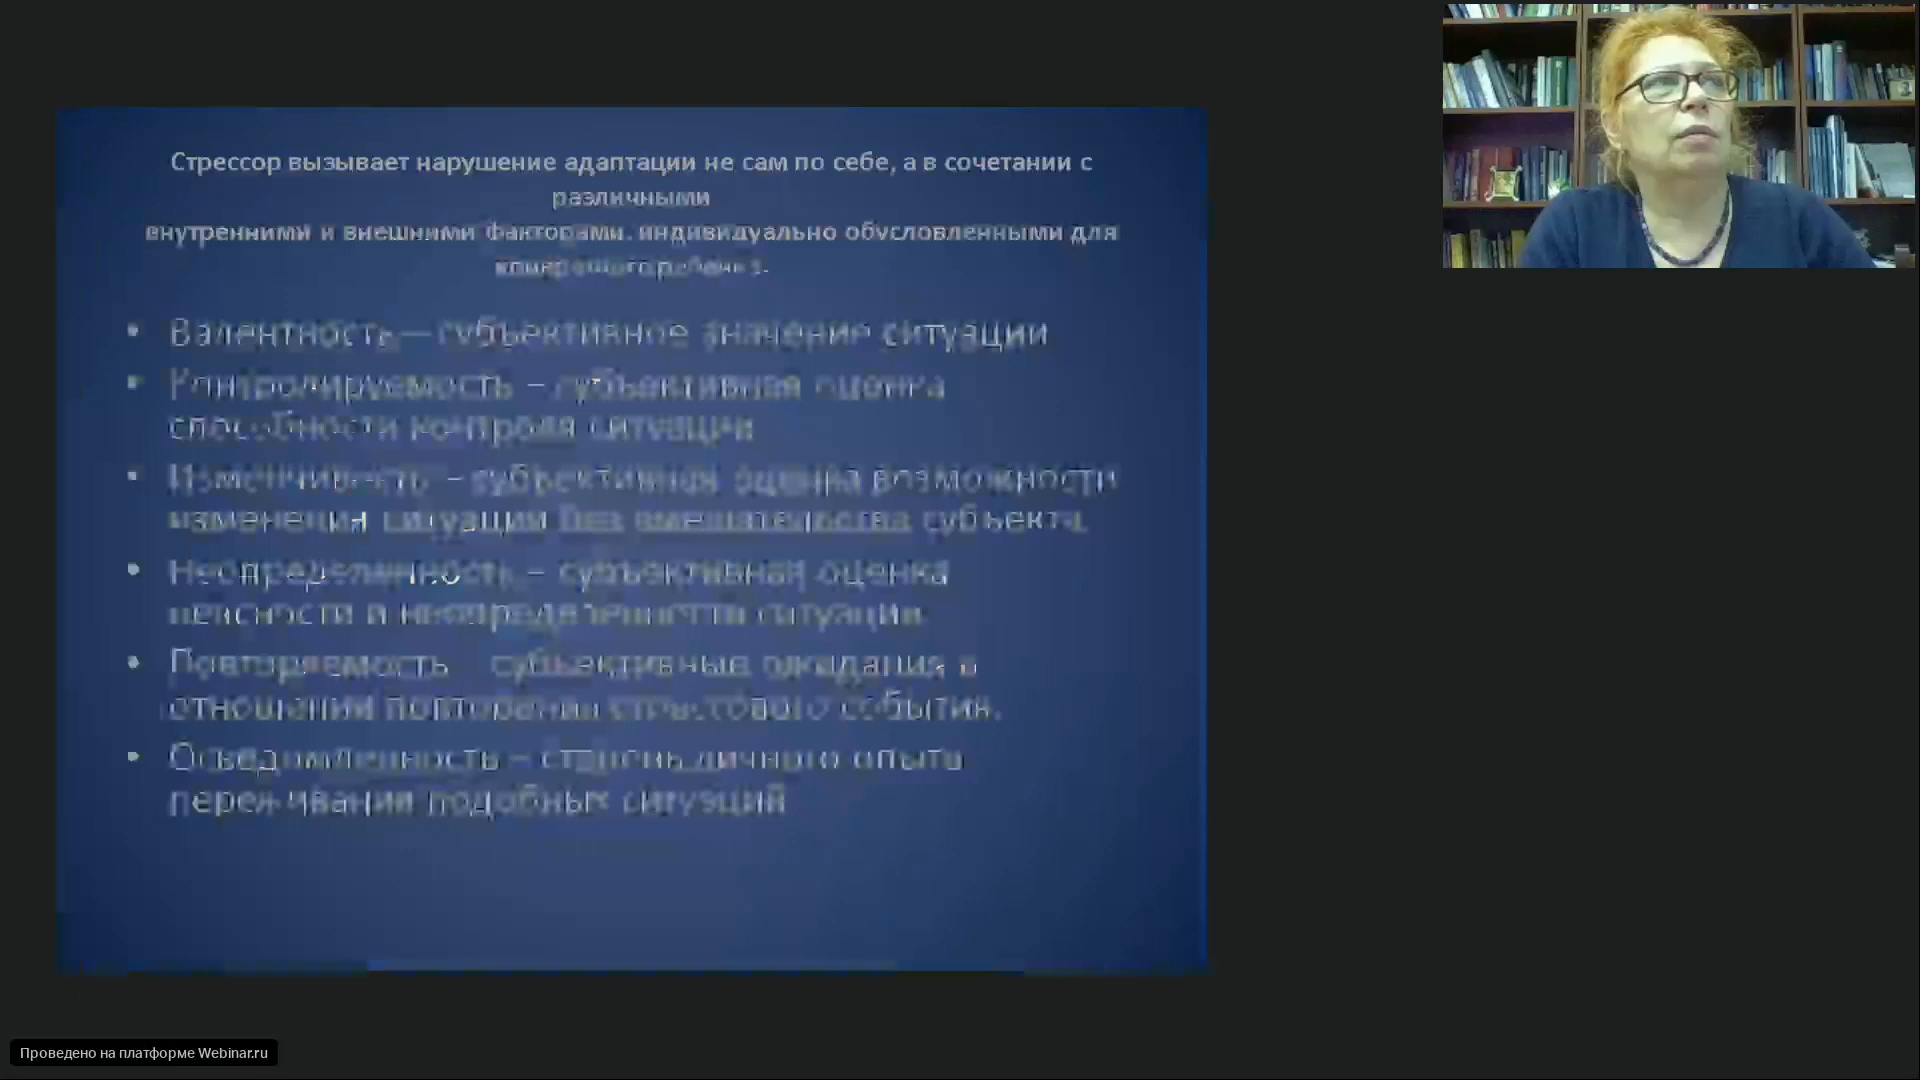 Стрессор вызывает нарушение адаптации не сам по себе, а в сочетании с
различными
внутренними и внешними факторами, индивидуально обусловленными для
конкретного ребенка.
• Валентность – субъективное значение ситуации
• Контролируемость – субъективная оценка
способности контроля ситуации
• Изменчивость – субъективная оценка возможности
изменения ситуации без вмешательства субъекта.
• Неопределенность – субъективная оценка
неясности и неопределенности ситуации.
• Повторяемость – субъективные ожидания в
отношении повторения стрессового события.
• Осведомленность – степень личного опыта
переживания подобных ситуаций
Проведено на платформе Webinar.ru